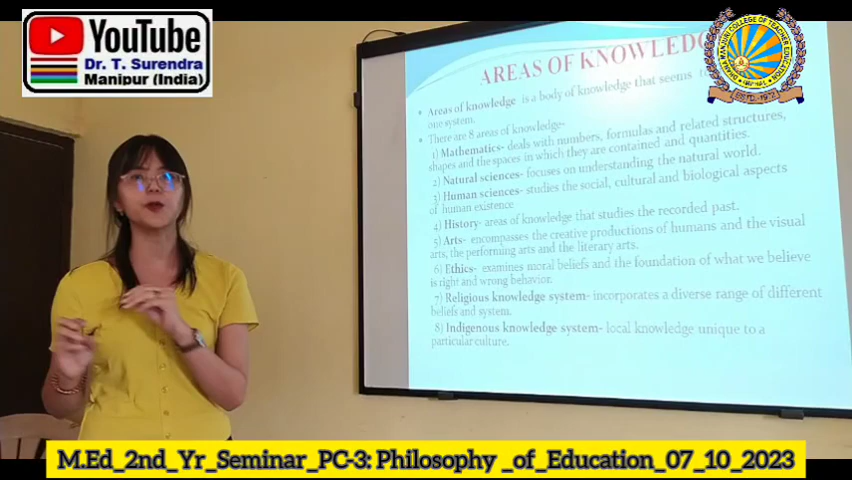 YouTube
Dr. T. Surendra
Manipur (India)
DHANAMANJURI COLLEGE OF TEACHER EDUCATION
ESTD.-1972
AREAS OF KNOWLEDG
• Areas of knowledge is a body of knowledge that seems
one system.
• There are 8 areas of knowledge-
1) Mathematics- deals with numbers, formulas and related structures,
shapes and the spaces in which they are contained and quantities.
2) Natural sciences- focuses on understanding the natural world.
3) Human sciences- studies the social, cultural and biological aspects
of human existence
4) History- areas of knowledge that studies the recorded past.
5) Arts- encompasses the creative productions of humans and the visual
arts, the performing arts and the literary arts.
6) Ethics- examines moral beliefs and the foundation of what we believe
is right and wrong behavior.
7) Religious knowledge system- incorporates a diverse range of different
beliefs and system.
8) Indigenous knowledge system- local knowledge unique to a
particular culture.
M.Ed_2nd_Yr_Seminar_PC-3: Philosophy _of_Education_07_10_2023